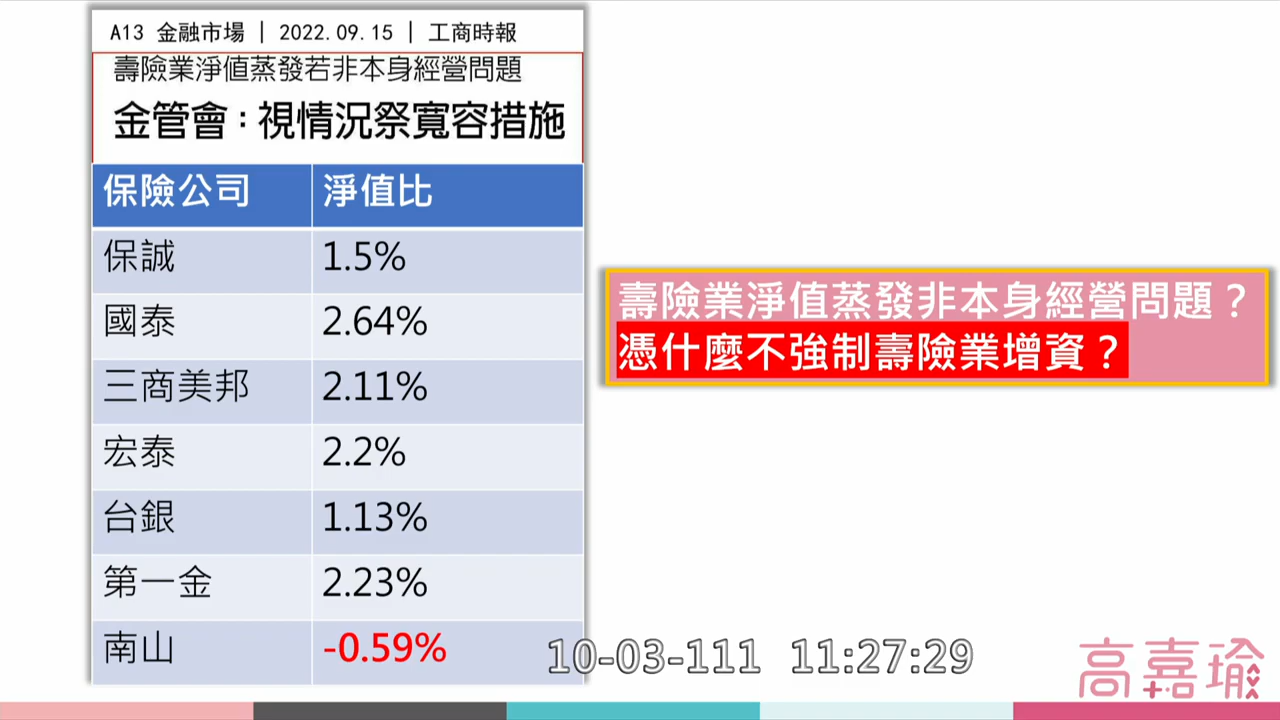 A13 金融市場 | 2022.09.15 | 工商時報
壽險業淨值蒸發若非本身經營問題
金管會：視情況祭寬容措施
保險公司 淨值比
保誠 1.5%
國泰 2.64%
三商美邦 2.11%
宏泰 2.2%
台銀 1.13%
第一金 2.23%
南山 -0.59%
壽險業淨值蒸發非本身經營問題？
憑什麼不強制壽險業增資？
10-03-111 11:27:29
高嘉瑜